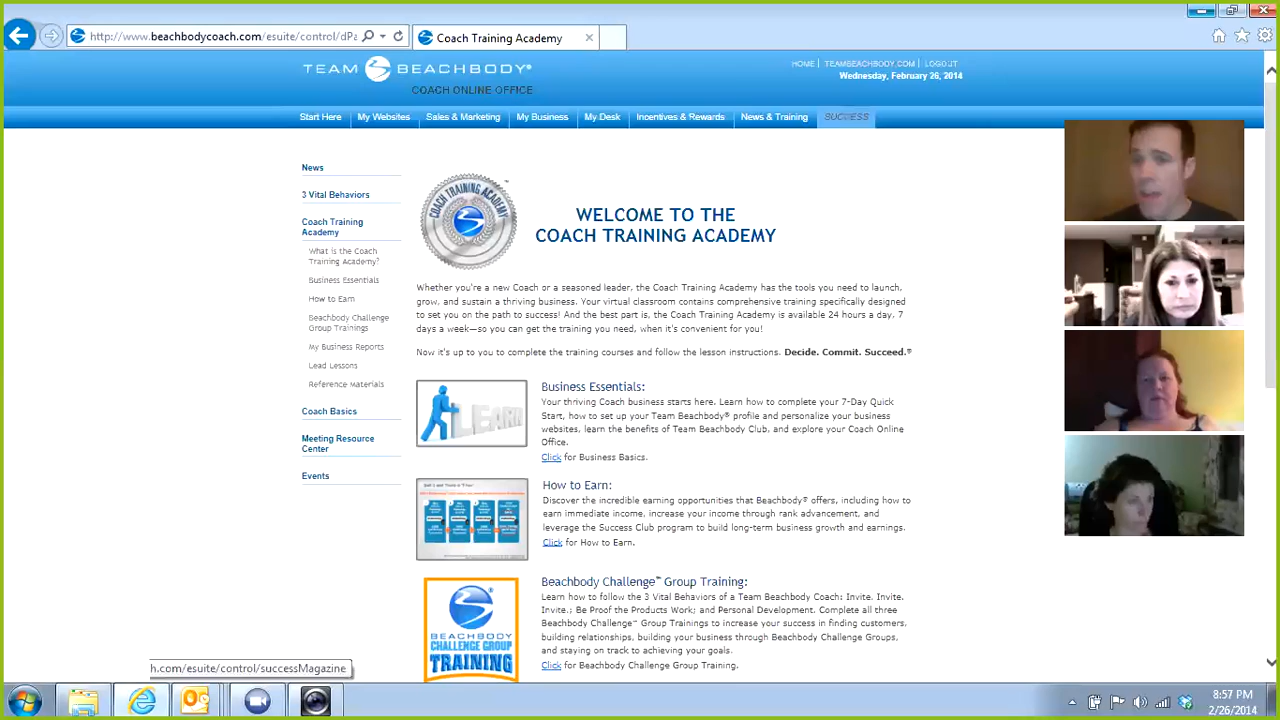 http://www.beachbodycoach.com/esuite/control/dPa
Coach Training Academy
TEAM BEACHBODY®
COACH ONLINE OFFICE
HOME | TEAMBEACHBODY.COM | LOGOUT
Wednesday, February 26, 2014
Start Here My Websites Sales & Marketing My Business My Desk Incentives & Rewards News & Training SUCCESS
News
3 Vital Behaviors
Coach Training
Academy
What is the Coach
Training Academy?
Business Essentials
How to Earn
Beachbody Challenge
Group Trainings
My Business Reports
Lead Lessons
Reference Materials
Coach Basics
Meeting Resource
Center
Events
COACH TRAINING ACADEMY
WELCOME TO THE
COACH TRAINING ACADEMY
Whether you're a new Coach or a seasoned leader, the Coach Training Academy has the tools you need to launch,
grow, and sustain a thriving business. Your virtual classroom contains comprehensive training specifically designed
to set you on the path to success! And the best part is, the Coach Training Academy is available 24 hours a day, 7
days a week—so you can get the training you need, when it's convenient for you!
Now it's up to you to complete the training courses and follow the lesson instructions. Decide. Commit. Succeed.®
LEARN
Business Essentials:
Your thriving Coach business starts here. Learn how to complete your 7-Day Quick
Start, how to set up your Team Beachbody® profile and personalize your business
websites, learn the benefits of Team Beachbody Club, and explore your Coach Online
Office.
Click for Business Basics.
How to Earn:
Discover the incredible earning opportunities that Beachbody® offers, including how to
earn immediate income, increase your income through rank advancement, and
leverage the Success Club program to build long-term business growth and earnings.
Click for How to Earn.
BEACHBODY
CHALLENGE GROUP
TRAINING
Beachbody Challenge™ Group Training:
Learn how to follow the 3 Vital Behaviors of a Team Beachbody Coach: Invite. Invite.
Invite.; Be Proof the Products Work; and Personal Development. Complete all three
Beachbody Challenge™ Group Trainings to increase your success in finding customers,
building relationships, building your business through Beachbody Challenge Groups,
and staying on track to achieving your goals.
Click for Beachbody Challenge Group Training.
h.com/esuite/control/successMagazine
8:57 PM
2/26/2014